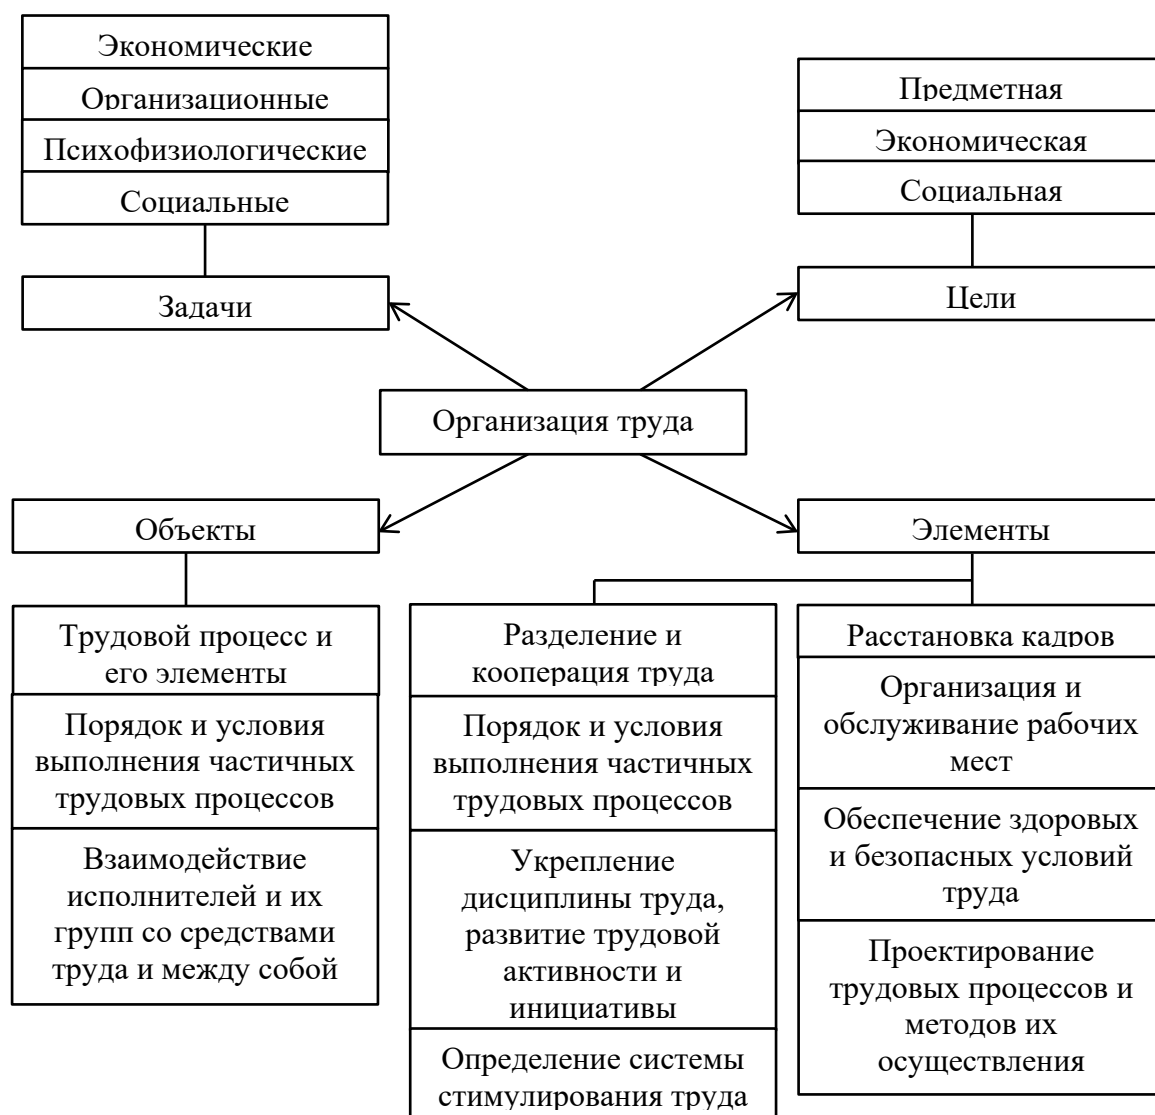 Экономические
Организационные
Психофизиологические
Социальные
Задачи
Предметная
Экономическая
Социальная
Цели
Организация труда
Объекты
Трудовой процесс и
его элементы
Порядок и условия
выполнения частичных
трудовых процессов
Взаимодействие
исполнителей и их
групп со средствами
труда и между собой
Элементы
Разделение и
кооперация труда
Порядок и условия
выполнения частичных
трудовых процессов
Укрепление
дисциплины труда,
развитие трудовой
активности и
инициативы
Определение системы
стимулирования труда
Расстановка кадров
Организация и
обслуживание рабочих
мест
Обеспечение здоровых
и безопасных условий
труда
Проектирование
трудовых процессов и
методов их
осуществления